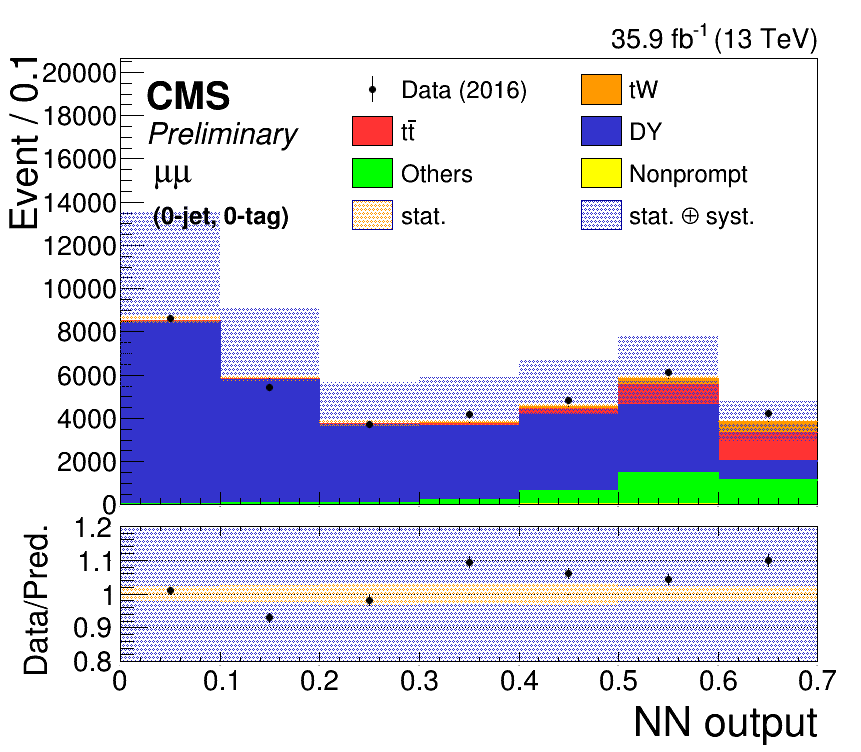 35.9 fb⁻¹ (13 TeV)
Event / 0.1
20000
18000
16000
14000
12000
10000
8000
6000
4000
2000
0
CMS
Preliminary
μμ
(0-jet, 0-tag)
Data (2016)
tW
tt̄
DY
Others
Nonprompt
stat.
stat. ⊕ syst.
Data/Pred.
1.2
1.1
1
0.9
0.8
0 0.1 0.2 0.3 0.4 0.5 0.6 0.7
NN output